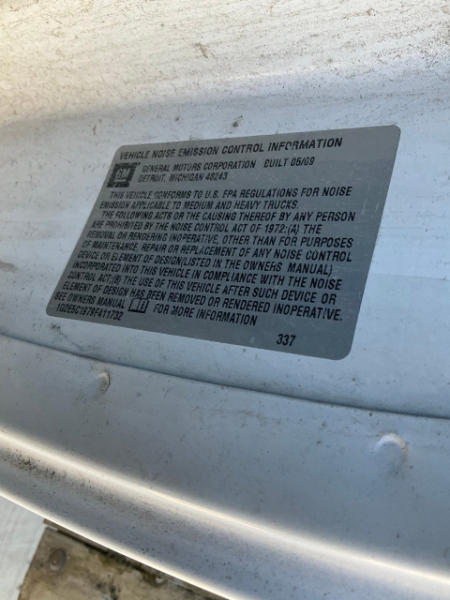 VEHICLE NOISE EMISSION CONTROL INFORMATION
GM GENERAL MOTORS CORPORATION BUILT 05/09
DETROIT, MICHIGAN 48243
THIS VEHICLE CONFORMS TO U.S. EPA REGULATIONS FOR NOISE
EMISSION APPLICABLE TO MEDIUM AND HEAVY TRUCKS.
THE FOLLOWING ACTS OR THE CAUSING THEREOF BY ANY PERSON
ARE PROHIBITED BY THE NOISE CONTROL ACT OF 1972:(A) THE
REMOVAL OR RENDERING INOPERATIVE, OTHER THAN FOR PURPOSES
OF MAINTENANCE, REPAIR OR REPLACEMENT OF ANY NOISE CONTROL
DEVICE OR ELEMENT OF DESIGN(LISTED IN THE OWNERS MANUAL)
INCORPORATED INTO THIS VEHICLE IN COMPLIANCE WITH THE NOISE
CONTROL ACT;(B) THE USE OF THIS VEHICLE AFTER SUCH DEVICE OR
ELEMENT OF DESIGN HAS BEEN REMOVED OR RENDERED INOPERATIVE.
SEE OWNERS MANUAL FOR MORE INFORMATION
337